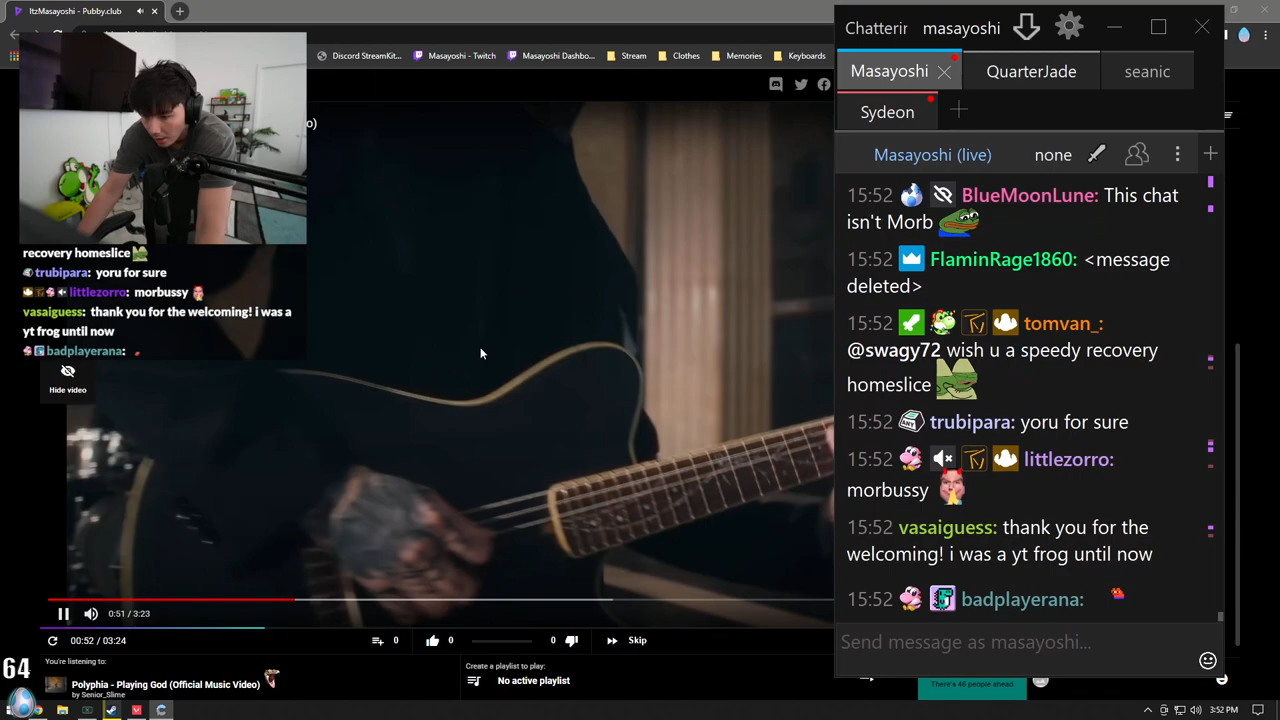 ItzMasayoshi - Pubby.club
Discord StreamKit...
Masayoshi - Twitch
Masayoshi Dashbo...
Stream
Clothes
Memories
Keyboards
o)
recovery homeslice
trubipara: yoru for sure
littlezorro: morbussy
vasaiguess: thank you for the welcoming! i was a
yt frog until now
badplayerana:
Hide video
0:51 / 3:23
00:52 / 03:24
0
0
0
Skip
64
You're listening to:
Polyphia - Playing God (Official Music Video)
by Senior_Slime
Create a playlist to play:
No active playlist
There's 46 people ahead
Chatterir
masayoshi
Masayoshi
QuarterJade
seanic
Sydeon
Masayoshi (live)
none
15:52 BlueMoonLune: This chat
isn't Morb
15:52 FlaminRage1860: <message
deleted>
15:52 tomvan_:
@swagy72 wish u a speedy recovery
homeslice
15:52 trubipara: yoru for sure
15:52 littlezorro:
morbussy
15:52 vasaiguess: thank you for the
welcoming! i was a yt frog until now
15:52 badplayerana:
Send message as masayoshi...
3:52 PM